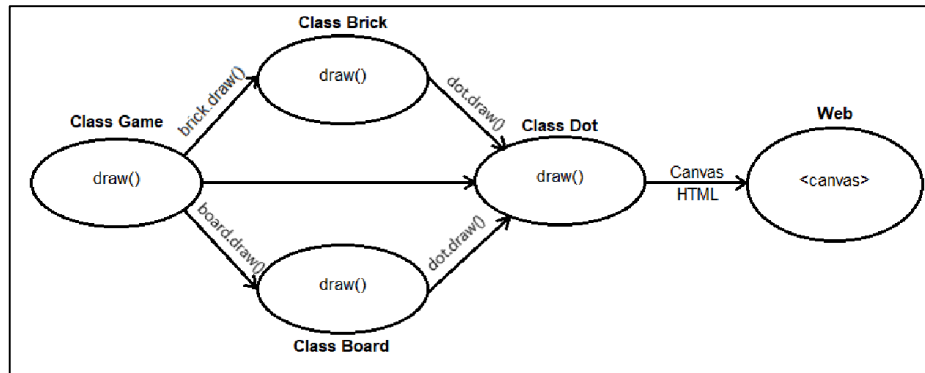 Class Brick
draw()
brick.draw()
dot.draw()
Class Game
draw()
Class Dot
draw()
Canvas
HTML
Web
<canvas>
board.draw()
dot.draw()
draw()
Class Board